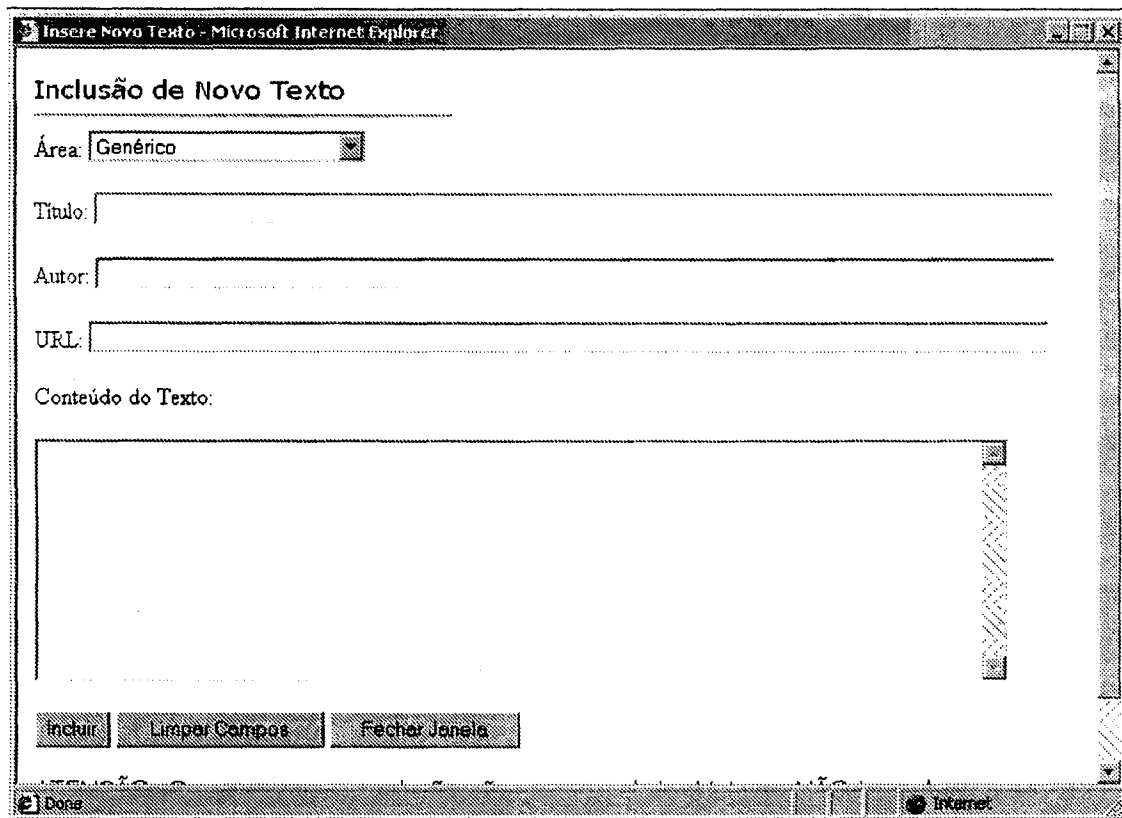 Insere Novo Texto - Microsoft Internet Explorer
Inclusão de Novo Texto
Área: Genérico
Título:
Autor:
URL:
Conteúdo do Texto:
Incluir Limpar Campos Fechar Janela
ATENÇÃO
Done Internet